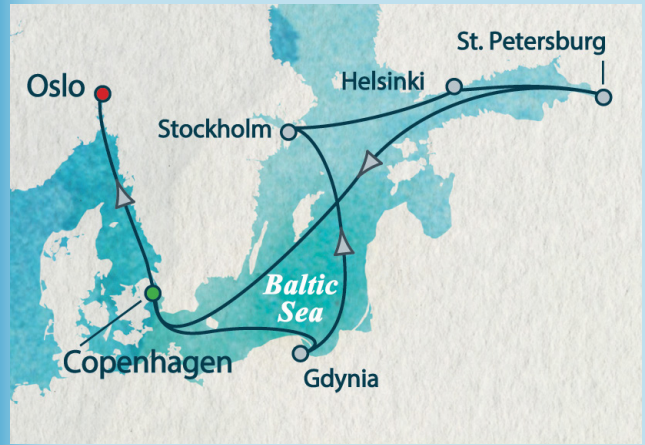 St. Petersburg
Helsinki
Oslo
Stockholm
Baltic
Sea
Copenhagen
Gdynia